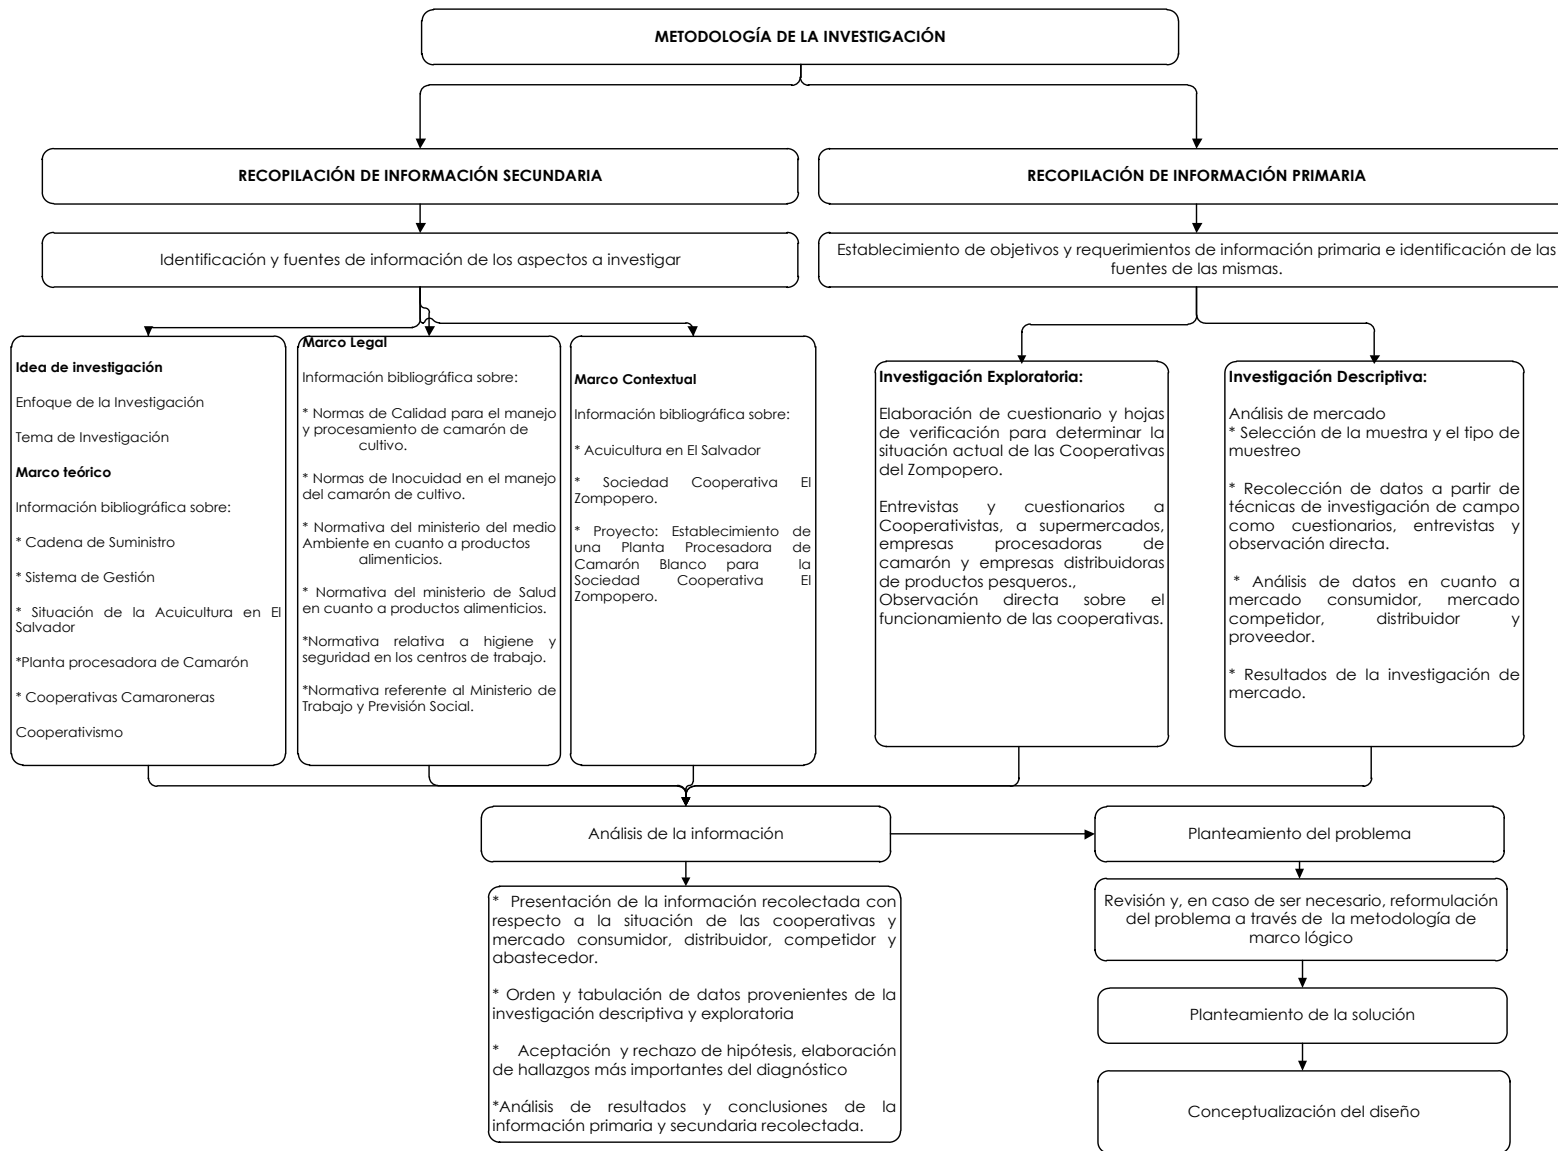 METODOLOGÍA DE LA INVESTIGACIÓN
RECOPILACIÓN DE INFORMACIÓN SECUNDARIA
RECOPILACIÓN DE INFORMACIÓN PRIMARIA
Identificación y fuentes de información de los aspectos a investigar
Establecimiento de objetivos y requerimientos de información primaria e identificación de las
fuentes de las mismas.
Idea de investigación
Enfoque de la Investigación
Tema de Investigación
Marco teórico
Información bibliográfica sobre:
* Cadena de Suministro
* Sistema de Gestión
* Situación de la Acuicultura en El
Salvador
*Planta procesadora de Camarón
* Cooperativas Camaroneras
Cooperativismo
Marco Legal
Información bibliográfica sobre:
* Normas de Calidad para el manejo
y procesamiento de camarón de
cultivo.
* Normas de Inocuidad en el manejo
del camarón de cultivo.
* Normativa del ministerio del medio
Ambiente en cuanto a productos
alimenticios.
* Normativa del ministerio de Salud
en cuanto a productos alimenticios.
*Normativa relativa a higiene y
seguridad en los centros de trabajo.
*Normativa referente al Ministerio de
Trabajo y Previsión Social.
Marco Contextual
Información bibliográfica sobre:
* Acuicultura en El Salvador
* Sociedad Cooperativa El
Zompopero.
* Proyecto: Establecimiento de
una Planta Procesadora de
Camarón Blanco para la
Sociedad Cooperativa El
Zompopero.
Investigación Exploratoria:
Elaboración de cuestionario y hojas
de verificación para determinar la
situación actual de las Cooperativas
del Zompopero.
Entrevistas y cuestionarios a
Cooperativistas, a supermercados,
empresas procesadoras de
camarón y empresas distribuidoras
de productos pesqueros.,
Observación directa sobre el
funcionamiento de las cooperativas.
Investigación Descriptiva:
Análisis de mercado
* Selección de la muestra y el tipo de
muestreo
* Recolección de datos a partir de
técnicas de investigación de campo
como cuestionarios, entrevistas y
observación directa.
* Análisis de datos en cuanto a
mercado consumidor, mercado
competidor, distribuidor y
proveedor.
* Resultados de la investigación de
mercado.
Análisis de la información
Planteamiento del problema
* Presentación de la información recolectada con
respecto a la situación de las cooperativas y
mercado consumidor, distribuidor, competidor y
abastecedor.
* Orden y tabulación de datos provenientes de la
investigación descriptiva y exploratoria
* Aceptación y rechazo de hipótesis, elaboración
de hallazgos más importantes del diagnóstico
*Análisis de resultados y conclusiones de la
información primaria y secundaria recolectada.
Revisión y, en caso de ser necesario, reformulación
del problema a través de la metodología de
marco lógico
Planteamiento de la solución
Conceptualización del diseño